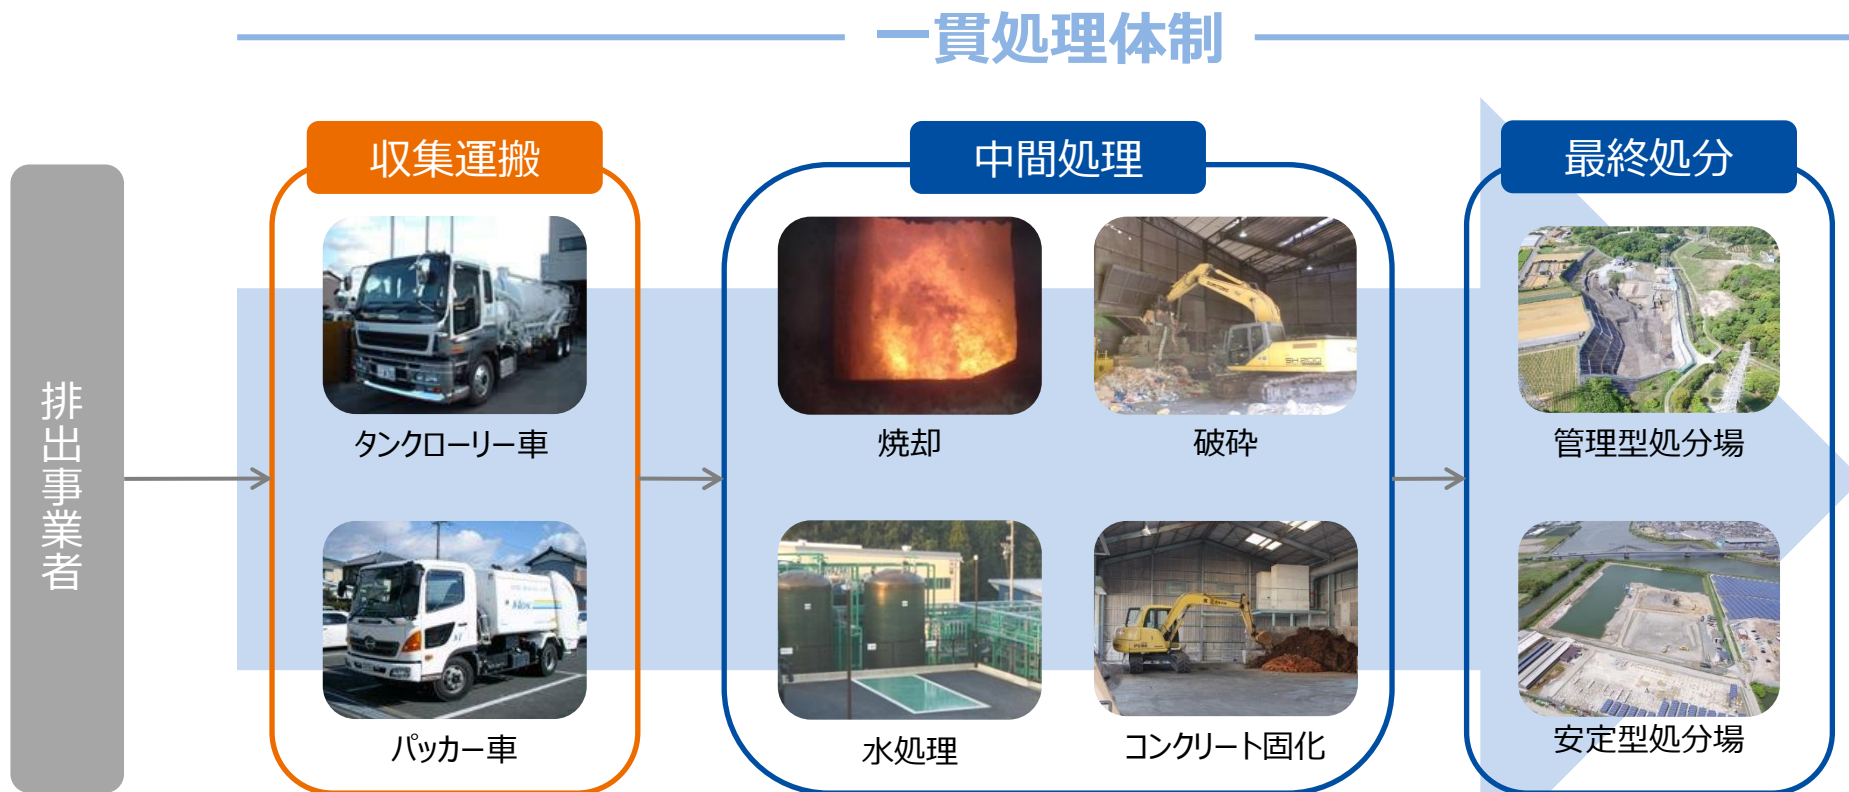 一貫処理体制
排出事業者
収集運搬
タンクローリー車
パッカー車
中間処理
焼却
破砕
SH200
水処理
コンクリート固化
最終処分
管理型処分場
安定型処分場